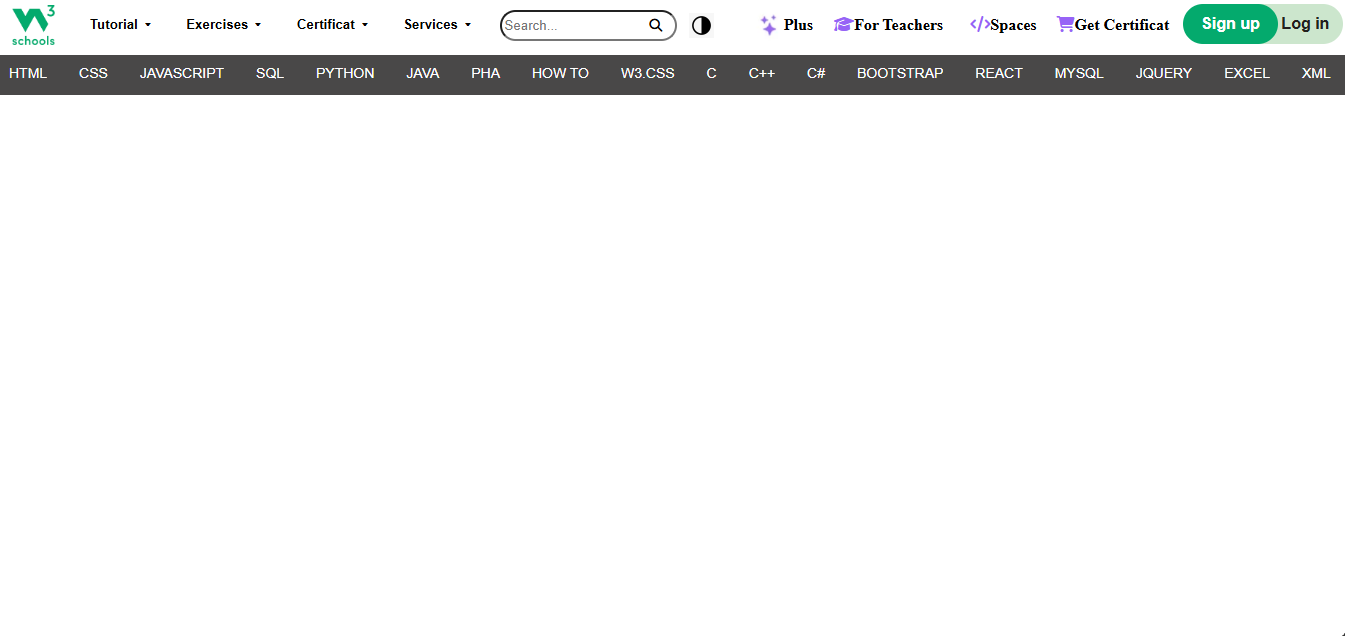 W3 schools Tutorial Exercises Certificat Services Search... Plus For Teachers </>Spaces Get Certificat Sign up Log in
HTML CSS JAVASCRIPT SQL PYTHON JAVA PHA HOW TO W3.CSS C C++ C# BOOTSTRAP REACT MYSQL JQUERY EXCEL XML